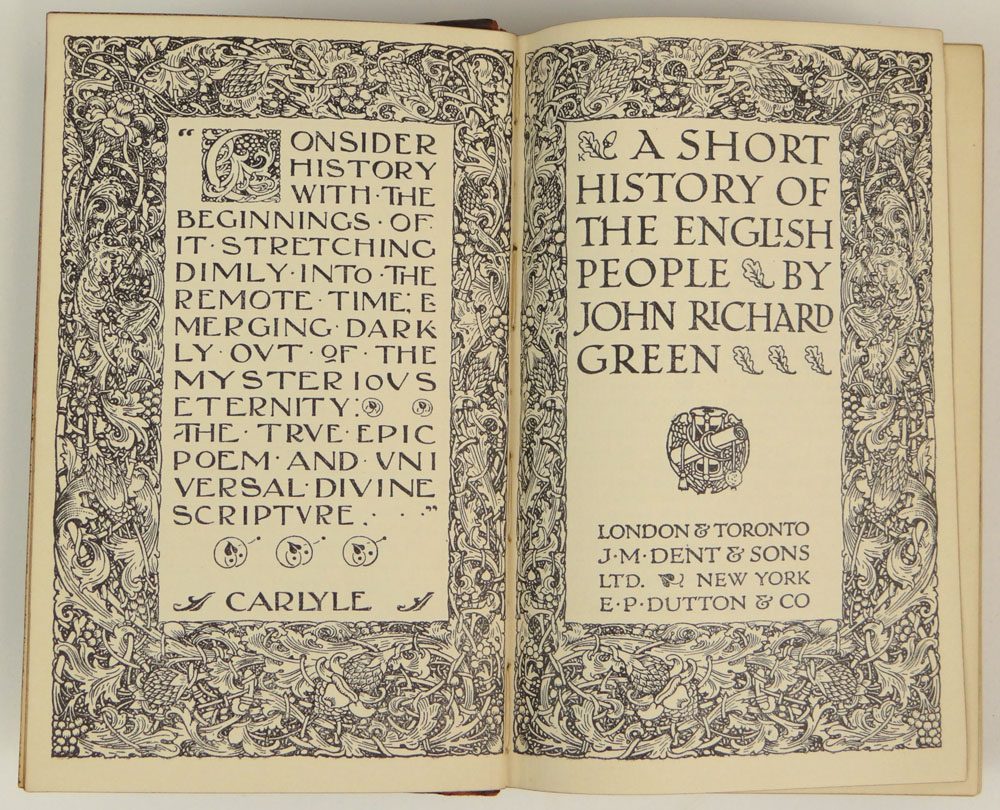 “CONSIDER
HISTORY
WITH·THE
BEGINNINGS·OF
IT·STRETCHING
DIMLY·INTO·THE
REMOTE·TIME; E
MERGING·DARK
LY·OVT·OF·THE
MYSTERIOVS
ETERNITY:
THE·TRVE·EPIC
POEM·AND·VNI
VERSAL·DIVINE
SCRIPTVRE. · ·”
CARLYLE
A SHORT
HISTORY OF
THE ENGLISH
PEOPLE BY
JOHN RICHARD
GREEN
LONDON & TORONTO
J·M·DENT & SONS
LTD. NEW YORK
E·P·DUTTON & CO